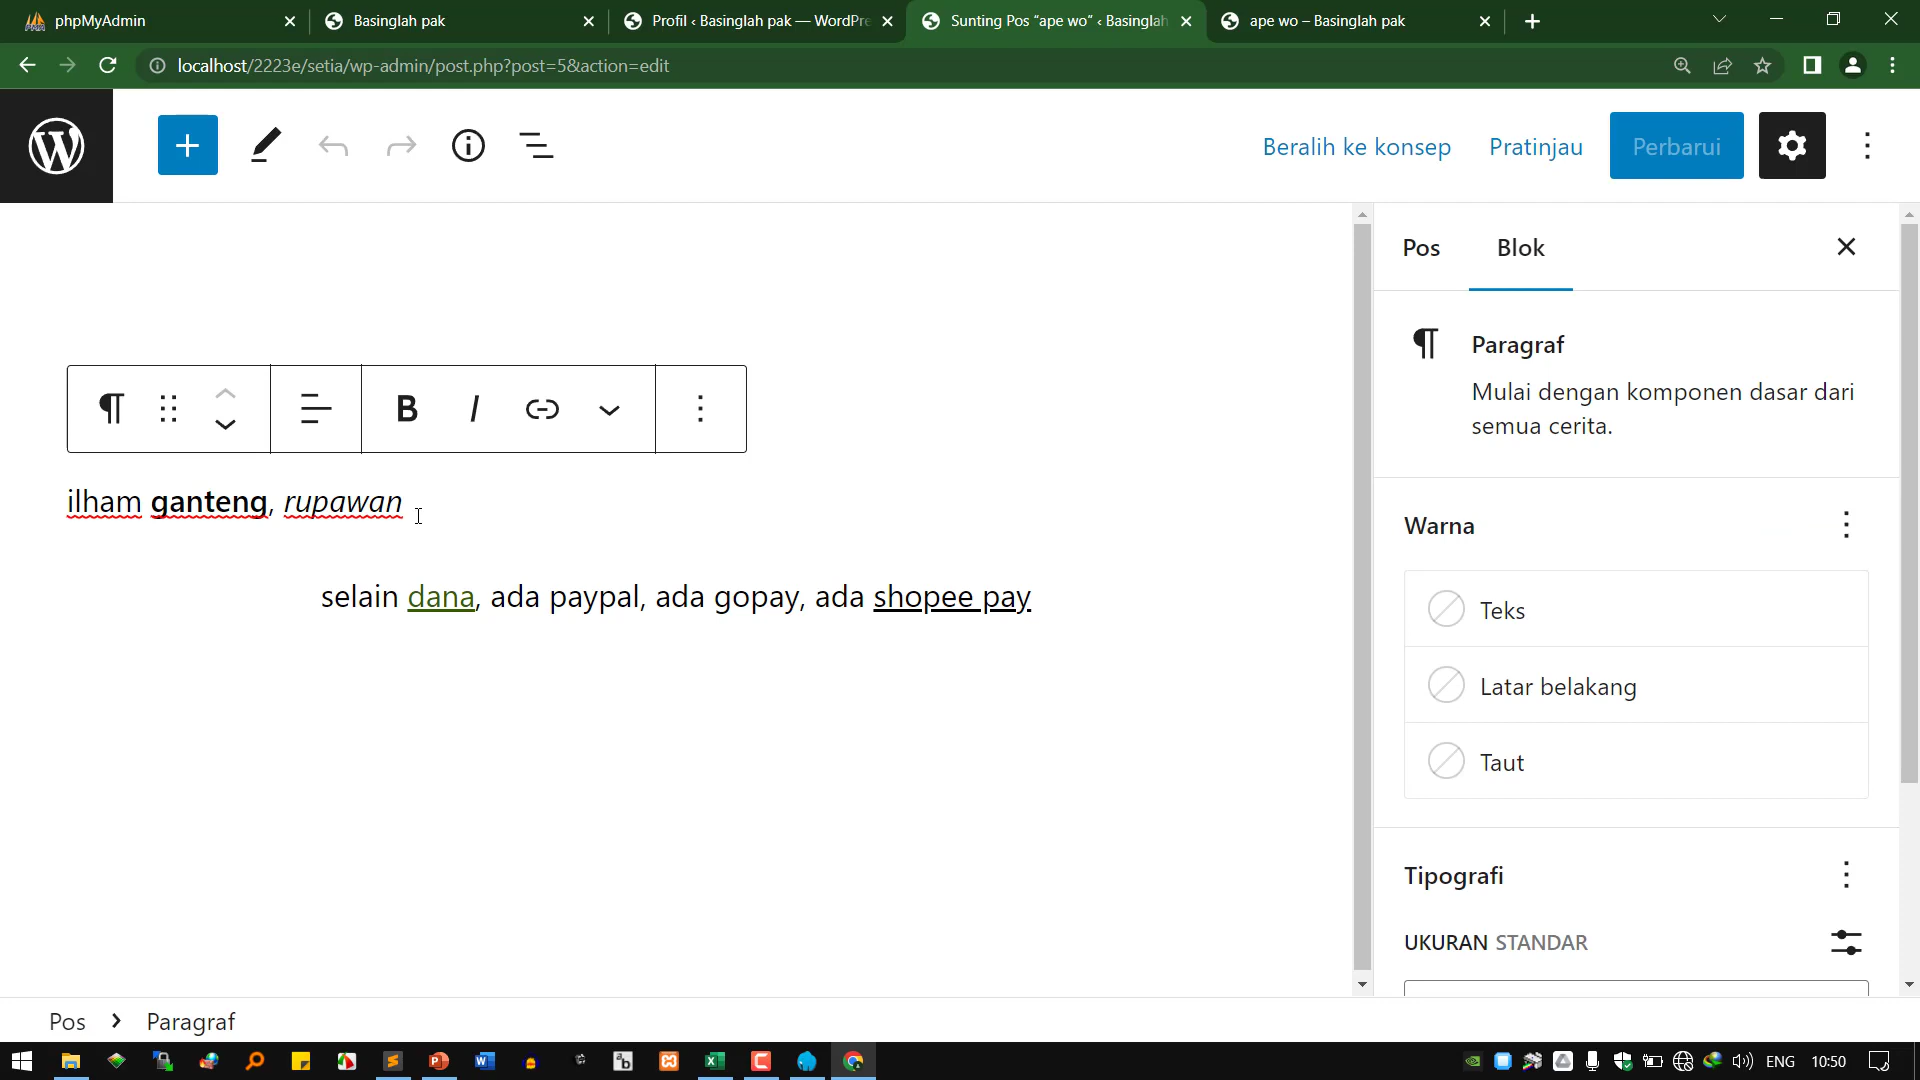 phpMyAdmin
Basinglah pak
Profil ‹ Basinglah pak — WordPre
Sunting Pos “ape wo” ‹ Basinglah
ape wo – Basinglah pak
localhost/2223e/setia/wp-admin/post.php?post=5&action=edit
Beralih ke konsep
Pratinjau
Perbarui
Pos
Blok
Paragraf
Mulai dengan komponen dasar dari
semua cerita.
B I
ilham ganteng, rupawan
selain dana, ada paypal, ada gopay, ada shopee pay
Warna
Teks
Latar belakang
Taut
Tipografi
UKURAN STANDAR
Pos
Paragraf
ENG
10:50